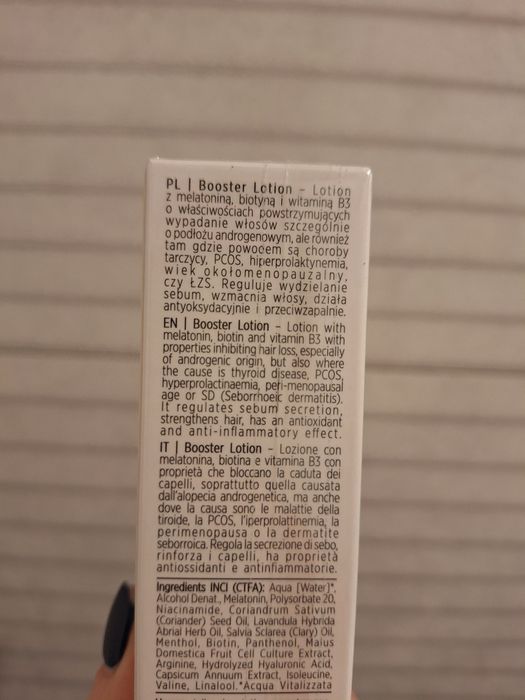 PL | Booster Lotion – Lotion
z melatoniną, biotyną i witaminą B3
o właściwościach powstrzymujących
wypadanie włosów szczególnie
o podłożu androgenowym, ale również
tam gdzie powodem są choroby
tarczycy, PCOS, hiperprolaktynemia,
wiek okołomenopauzalny,
czy ŁZS. Reguluje wydzielanie
sebum, wzmacnia włosy, działa
antyoksydacyjnie i przeciwzapalnie.
EN | Booster Lotion – Lotion with
melatonin, biotin and vitamin B3 with
properties inhibiting hair loss, especially
of androgenic origin, but also where
the cause is thyroid disease, PCOS,
hyperprolactinaemia, peri-menopausal
age or SD (Seborrhoeic dermatitis).
It regulates sebum secretion,
strengthens hair, has an antioxidant
and anti-inflammatory effect.
IT | Booster Lotion – Lozione con
melatonina, biotina e vitamina B3 con
proprietà che bloccano la caduta dei
capelli, soprattutto quella causata
dall'alopecia androgenetica, ma anche
dove la causa sono le malattie della
tiroide, la PCOS, l'iperprolattinemia, la
perimenopausa o la dermatite
seborroica. Regola la secrezione di sebo,
rinforza i capelli, ha proprietà
antiossidanti e antinfiammatorie.
Ingredients INCI (CTFA): Aqua [Water]*,
Alcohol Denat., Melatonin, Polysorbate 20,
Niacinamide, Coriandrum Sativum
(Coriander) Seed Oil, Lavandula Hybrida
Abrial Herb Oil, Salvia Sclarea (Clary) Oil,
Menthol, Biotin, Panthenol, Malus
Domestica Fruit Cell Culture Extract,
Arginine, Hydrolyzed Hyaluronic Acid,
Capsicum Annuum Extract, Isoleucine,
Valine, Linalool.*Acqua Vitalizzata